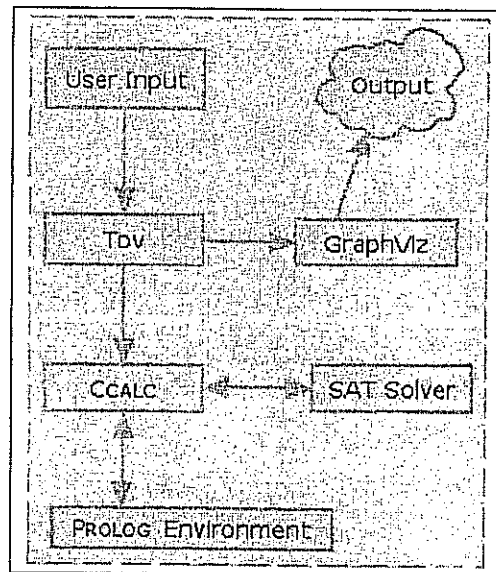 User Input
Output
TDV
GraphViz
CCALC
SAT Solver
PROLOG Environment